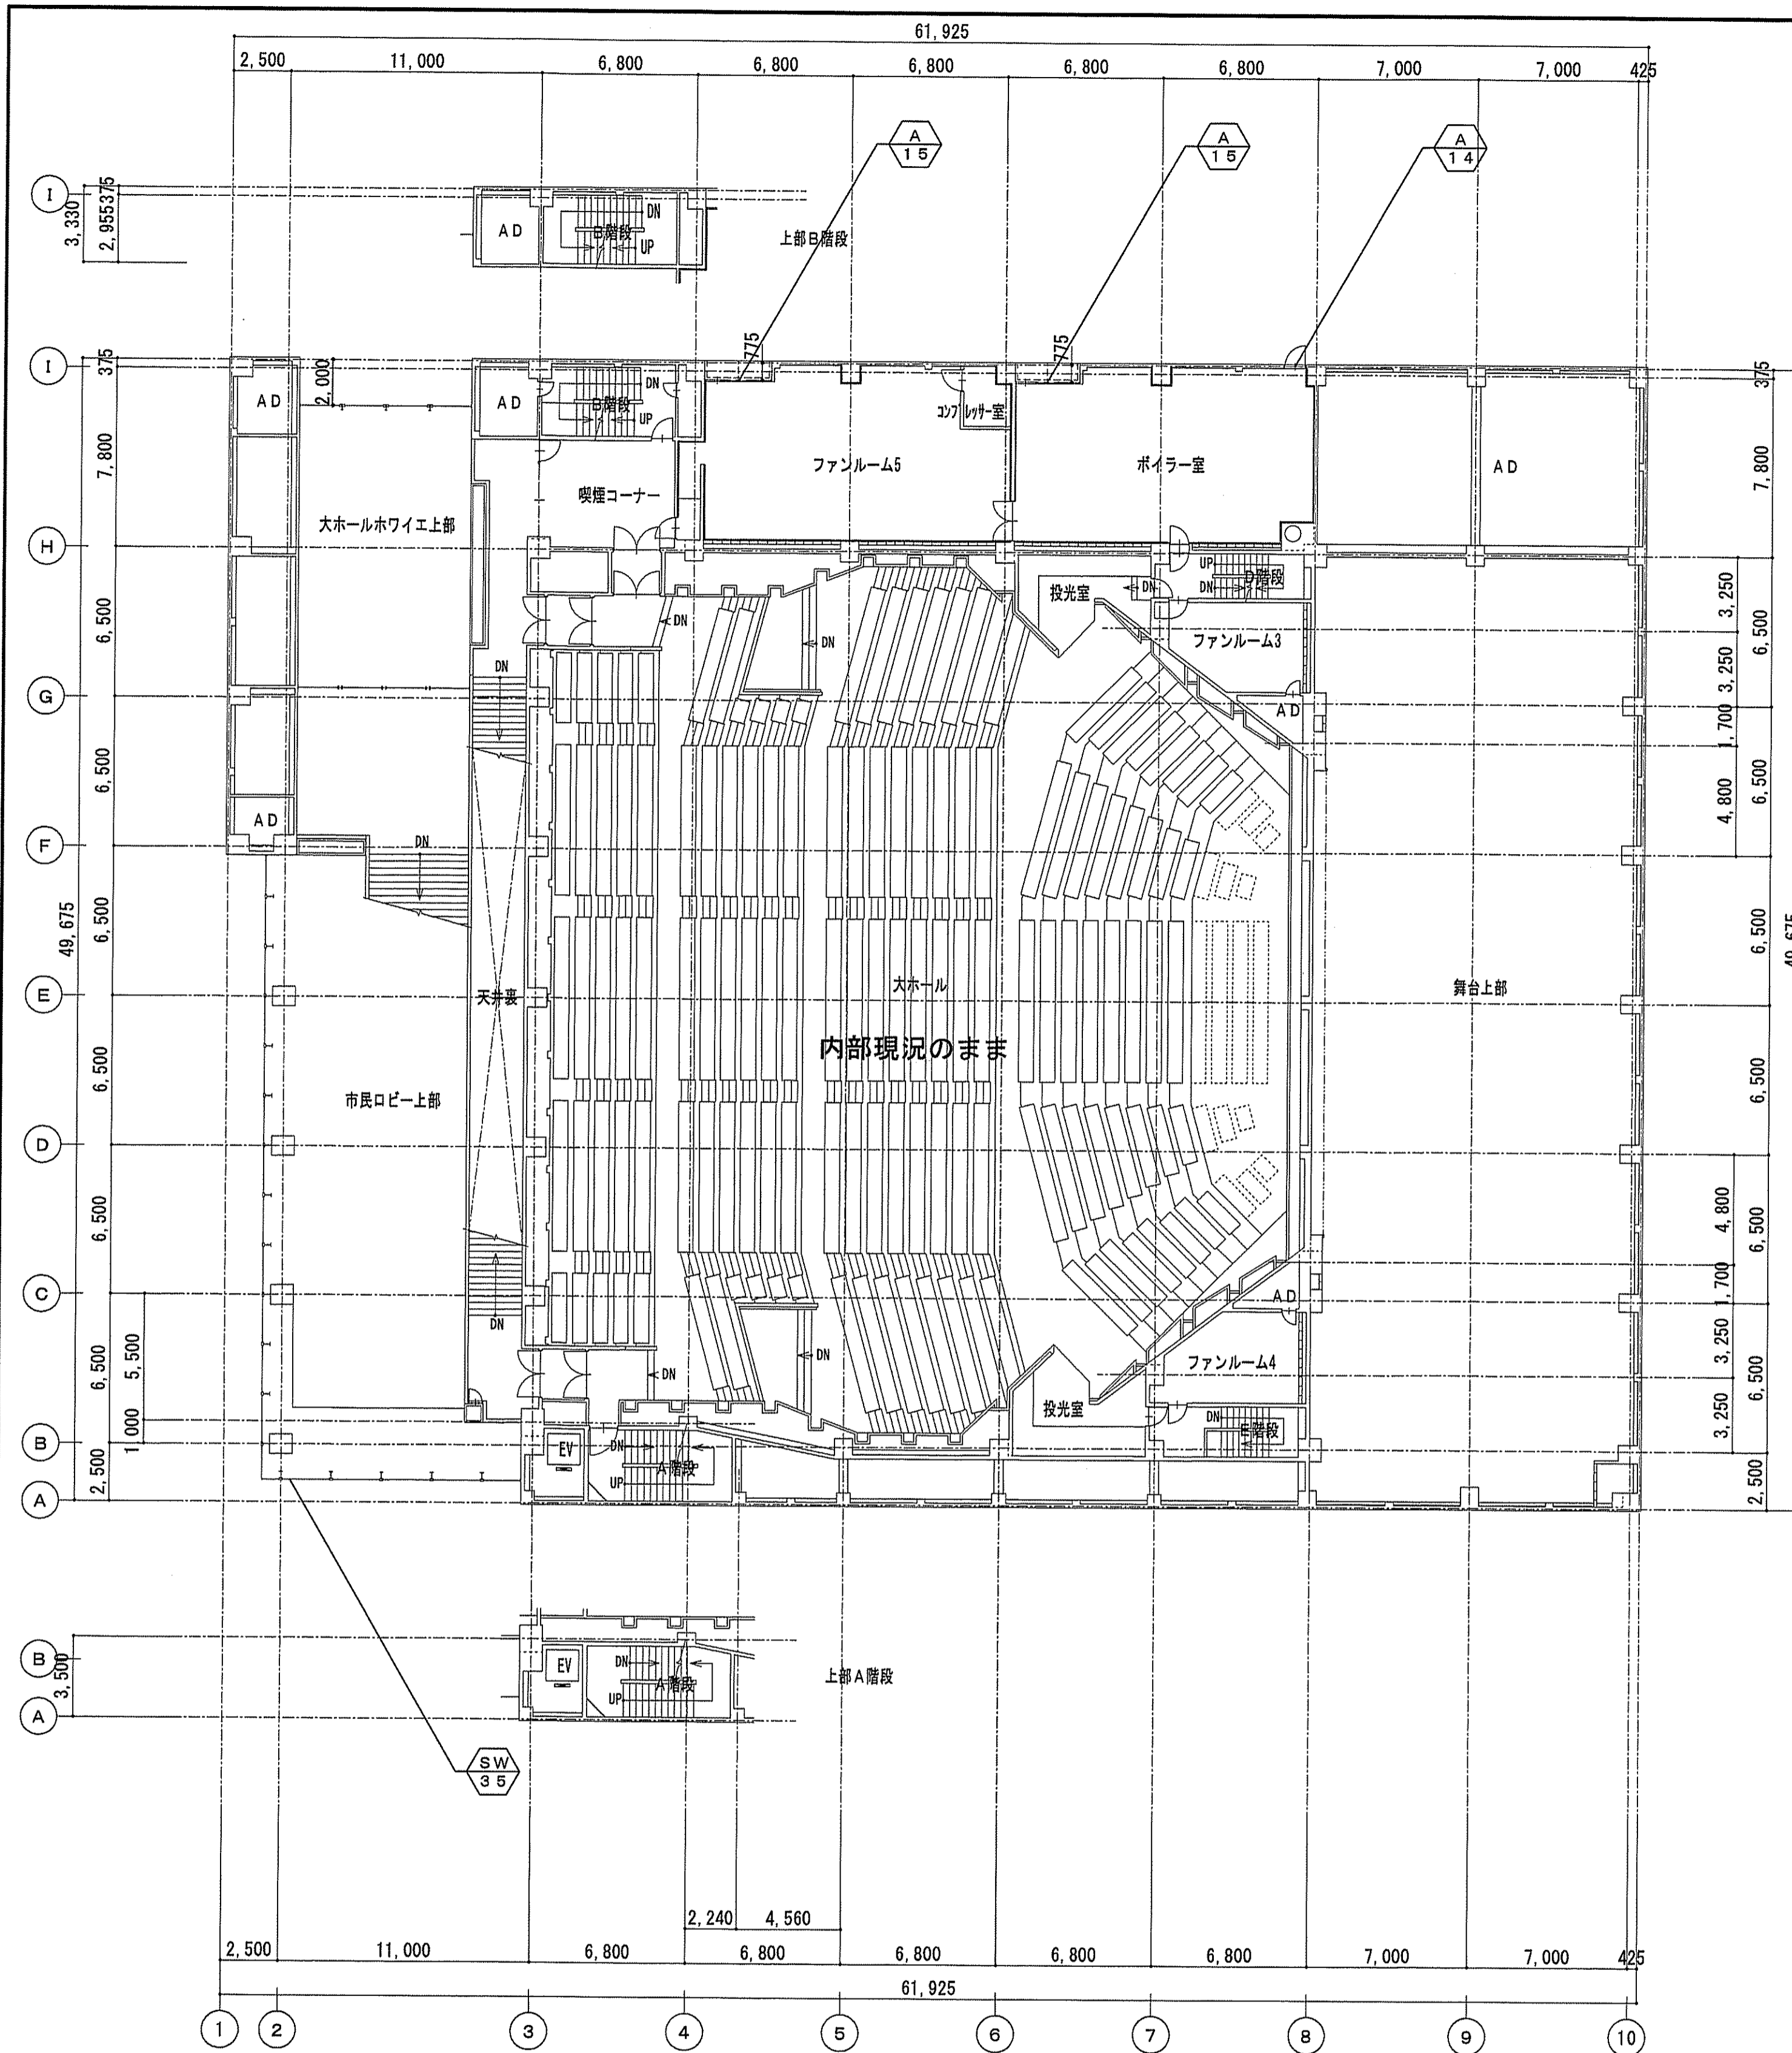 61,925
2,500
11,000
6,800
6,800
6,800
6,800
6,800
7,000
7,000
425
A
15
A
15
A
14
I
3,330
2,955
375
AD
B階段
DN
UP
上部B階段
I
375
2,000
775
775
375
AD
AD
B階段
DN
UP
コンプレッサー室
ファンルーム5
ボイラー室
AD
7,800
7,800
喫煙コーナー
大ホールホワイエ上部
H
UP
DN
D階段
投光室
DN
3,250
6,500
6,500
DN
DN
ファンルーム3
3,250
DN
G
AD
1,700
6,500
6,500
4,800
AD
DN
F
49,675
6,500
6,500
49,675
E
天井裏
大ホール
舞台上部
内部現況のまま
6,500
6,500
市民ロビー上部
D
6,500
4,800
6,500
C
AD
1,700
DN
6,500
5,500
DN
DN
ファンルーム4
3,250
6,500
投光室
3,250
1,000
DN
E階段
B
EV
DN
A階段
UP
2,500
2,500
A
B
3,500
EV
DN
A階段
UP
上部A階段
A
SW
35
2,240
4,560
2,500
11,000
6,800
6,800
6,800
6,800
6,800
7,000
7,000
425
61,925
1
2
3
4
5
6
7
8
9
10